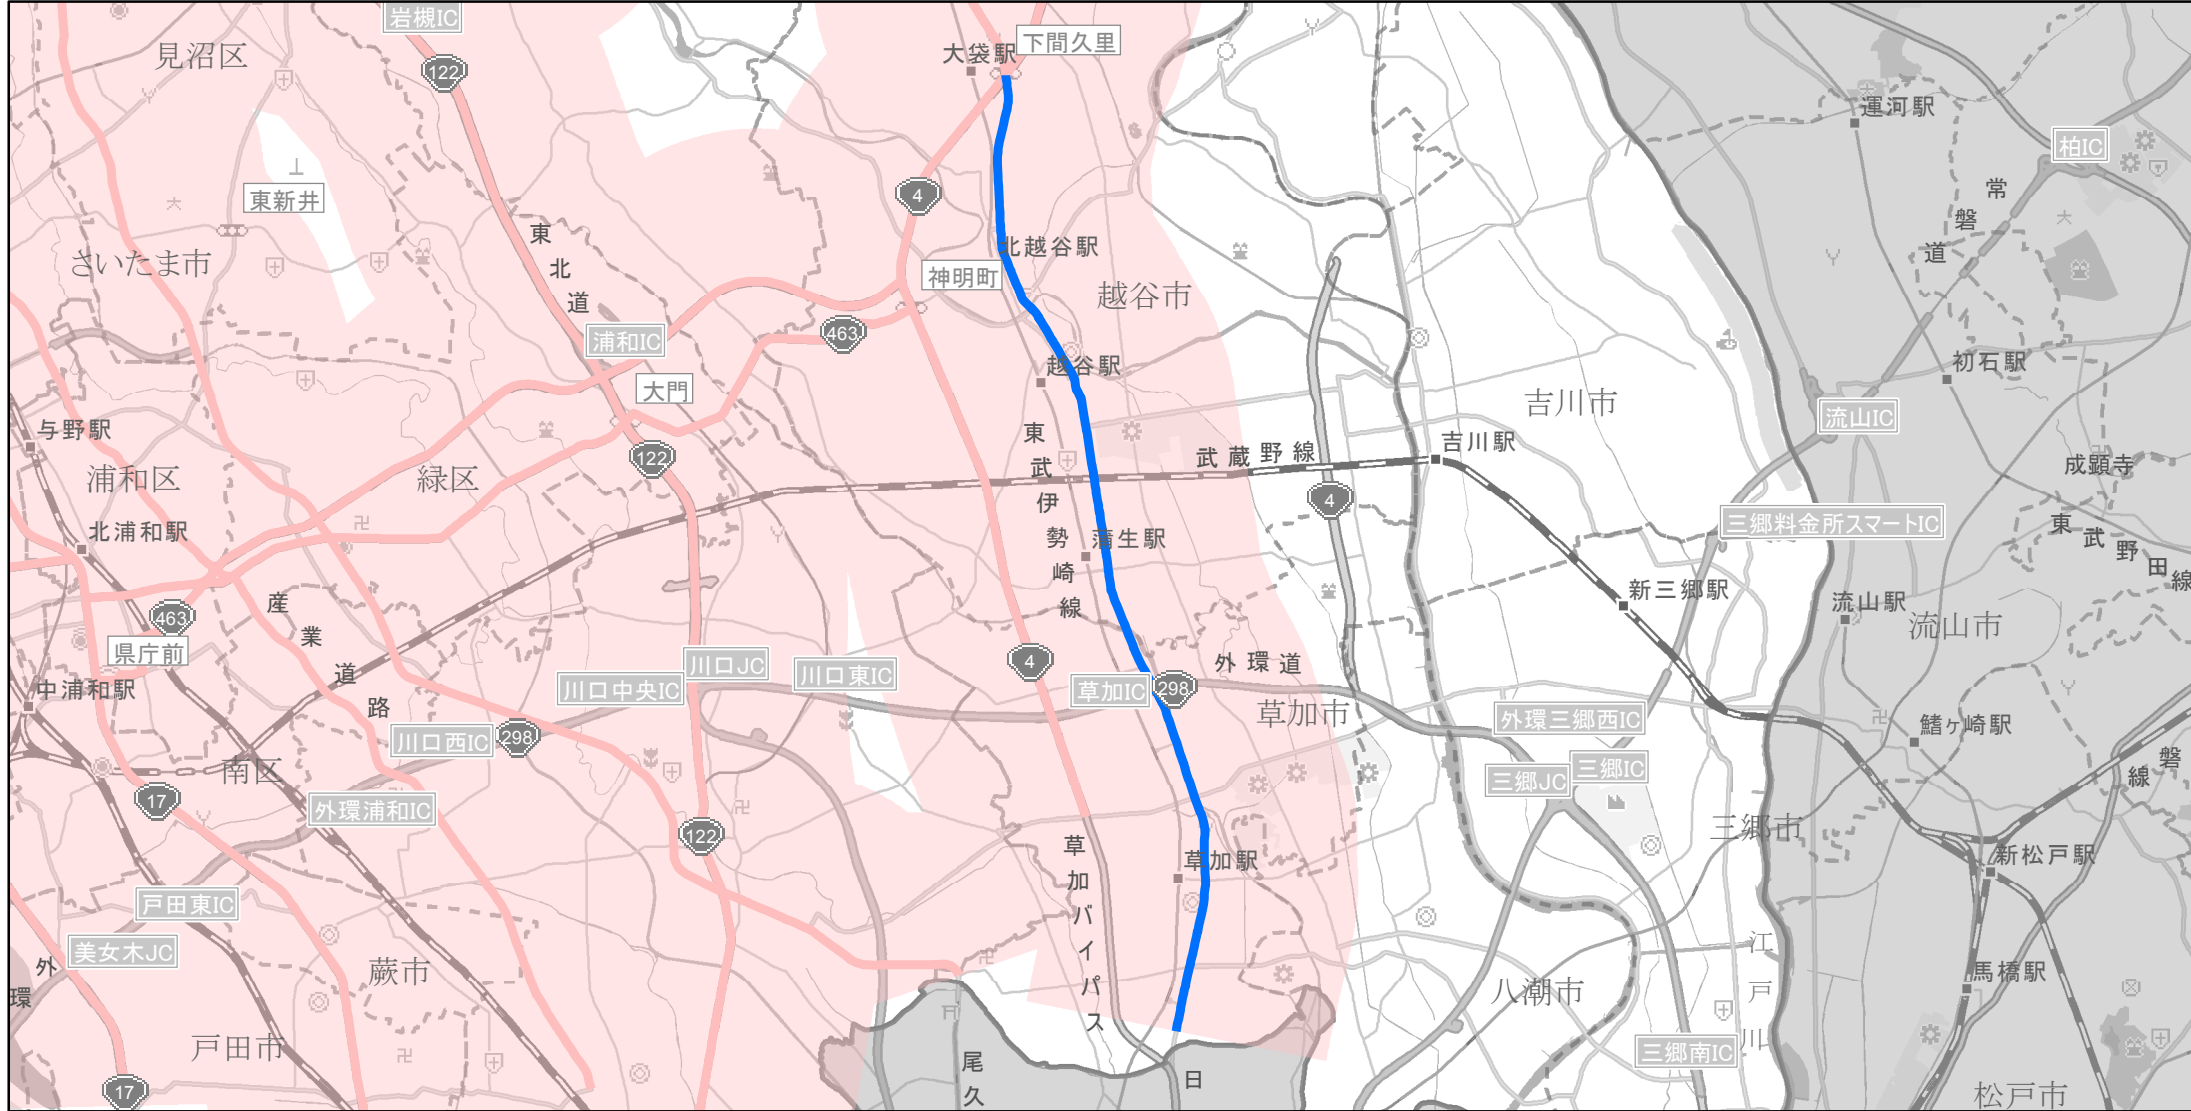 岩槻IC
見沼区
大袋駅
下間久里
122
運河駅
柏IC
東新井
4
常磐道
さいたま市
東北道
北越谷駅
神明町
越谷市
浦和IC
463
越谷駅
初石駅
大門
吉川市
流山IC
与野駅
東武伊勢崎線
武蔵野線
吉川駅
122
浦和区
緑区
成顕寺
4
北浦和駅
三郷料金所スマートIC
東武野田線
蒲生駅
新三郷駅
流山駅
産業道路
463
流山市
県庁前
川口JC
外環道
4
川口東IC
中浦和駅
川口中央IC
草加IC
298
草加市
外環三郷西IC
川口西IC
298
鰭ヶ崎駅
南区
三郷JC
三郷IC
磐線
17
外環浦和IC
122
三郷市
草加バイパス
草加駅
新松戸駅
戸田東IC
美女木JC
外環
蕨市
江戸川
馬橋駅
八潮市
戸田市
三郷南IC
尾久
日
17
松戸市